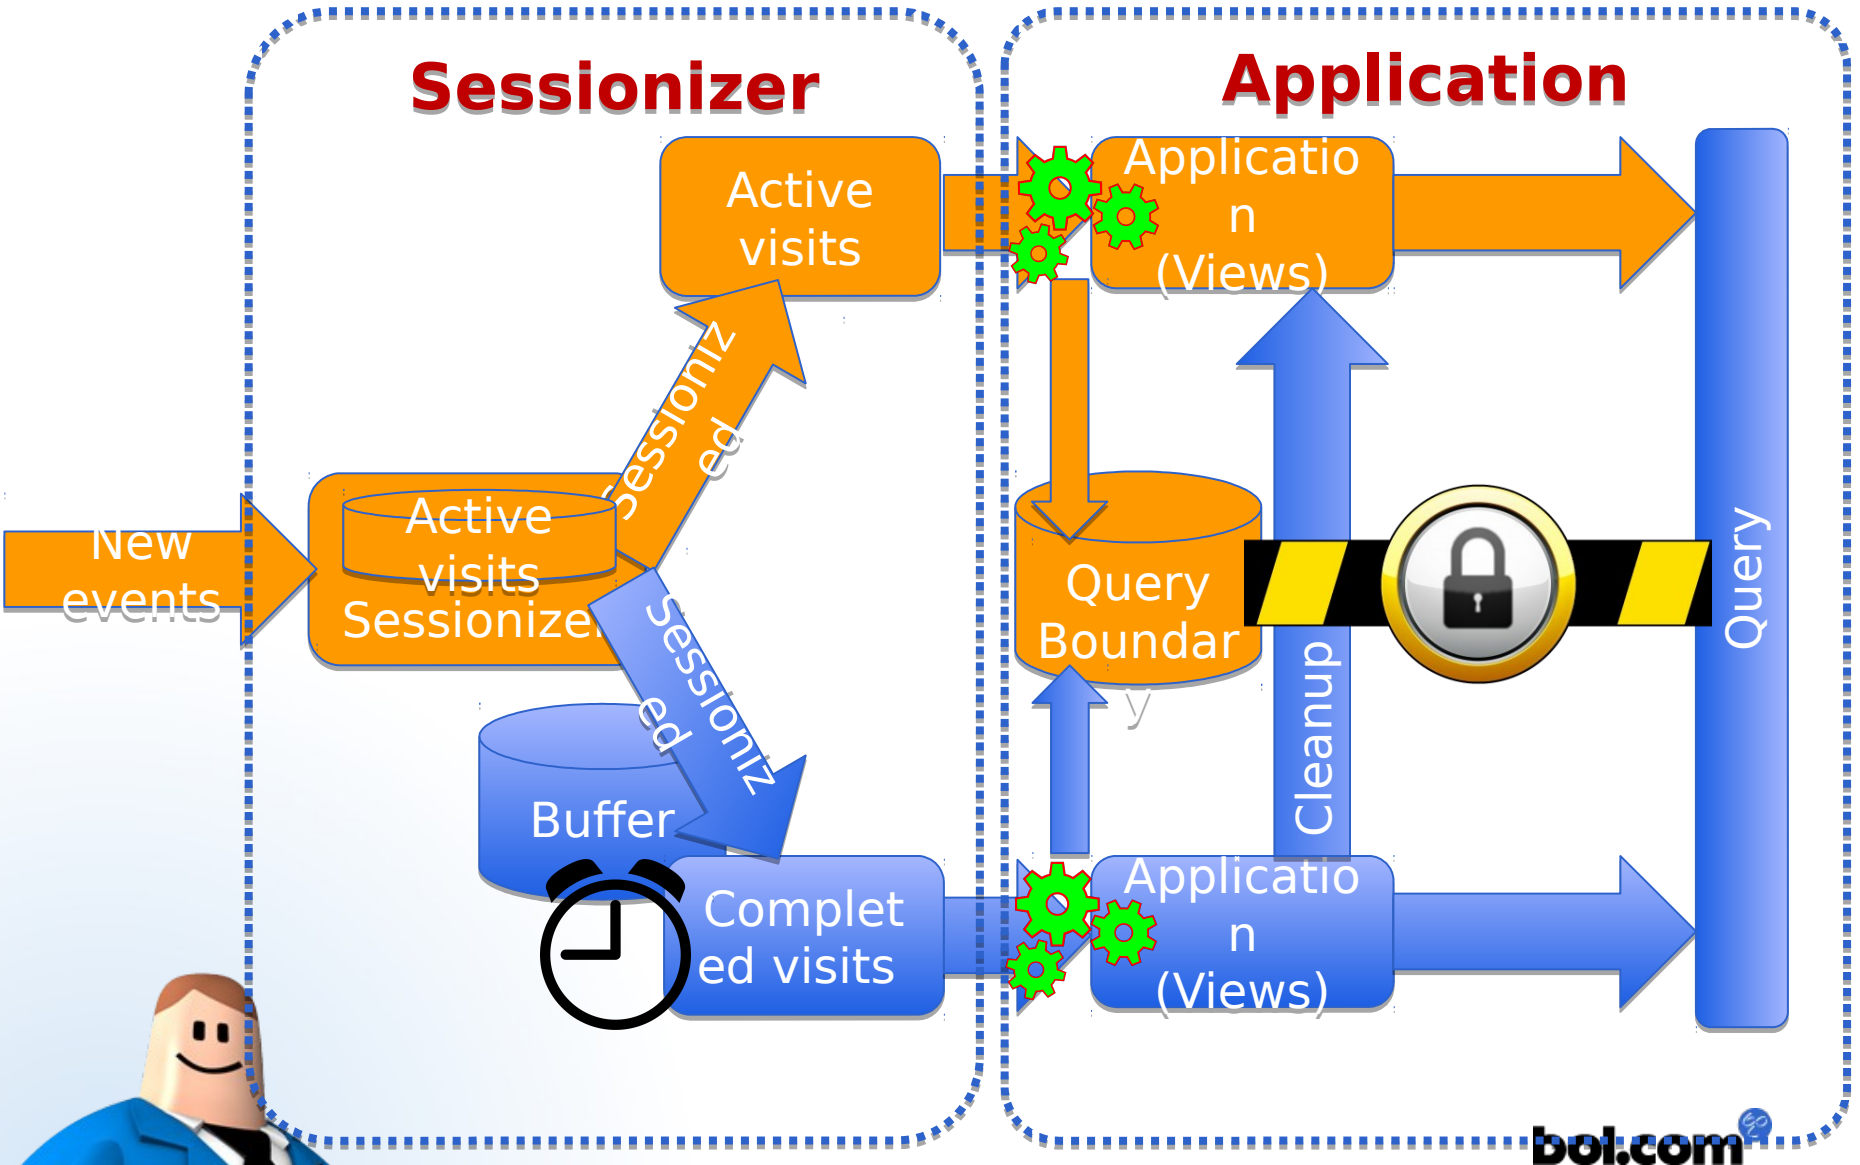 Sessionizer
Application
Active
visits
Applicatio
n
(Views)
Sessioniz
ed
New
events
Active
visits
Sessionizer
Query
Boundar
y
Query
Sessioniz
ed
Cleanup
Buffer
Complet
ed visits
Applicatio
n
(Views)
bol.com